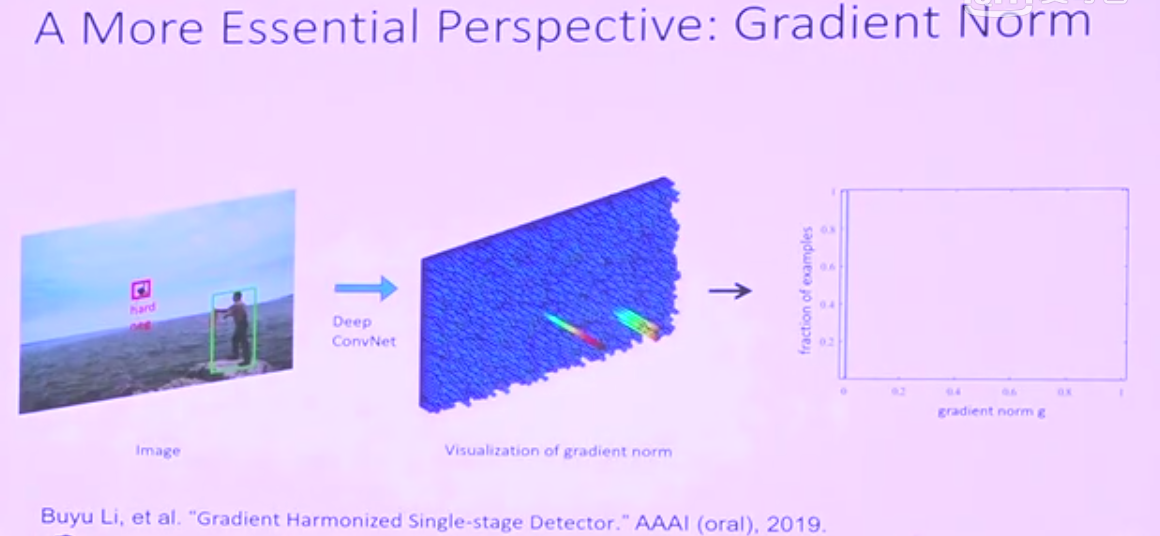 A More Essential Perspective: Gradient Norm
hard
neg
Deep
ConvNet
1
0.8
0.6
0.4
0.2
fraction of examples
0
0.2
0.4
0.6
0.8
1
gradient norm g
Image
Visualization of gradient norm
Buyu Li, et al. "Gradient Harmonized Single-stage Detector." AAAI (oral), 2019.